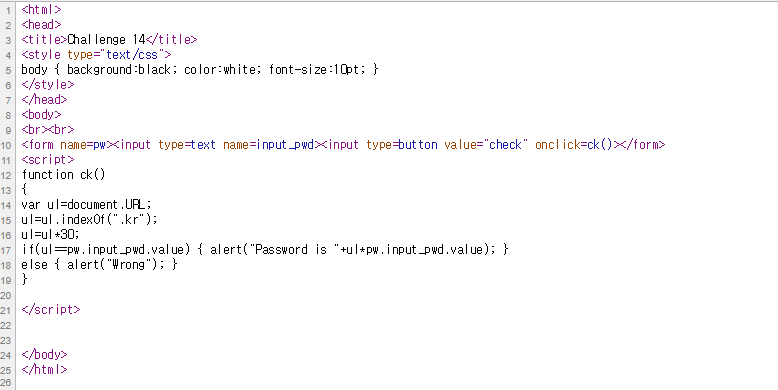 1 <html>
2 <head>
3 <title>Challenge 14</title>
4 <style type="text/css">
5 body { background:black; color:white; font-size:10pt; }
6 </style>
7 </head>
8 <body>
9 <br><br>
10 <form name=pw><input type=text name=input_pwd><input type=button value="check" onclick=ck()></form>
11 <script>
12 function ck()
13 {
14 var ul=document.URL;
15 ul=ul.indexOf(".kr");
16 ul=ul*30;
17 if(ul==pw.input_pwd.value) { alert("Password is "+ul*pw.input_pwd.value); }
18 else { alert("Wrong"); }
19 }
20
21 </script>
22
23
24 </body>
25 </html>
26